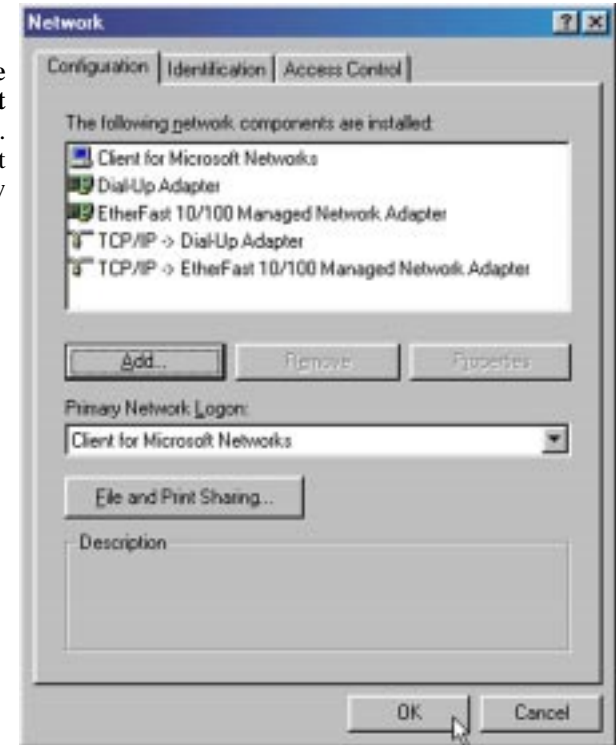 Network
Configuration Identification Access Control
e
t
.
t
y
The following network components are installed:
Client for Microsoft Networks
Dial-Up Adapter
EtherFast 10/100 Managed Network Adapter
TCP/IP -> Dial-Up Adapter
TCP/IP -> EtherFast 10/100 Managed Network Adapter
Add... Remove Properties
Primary Network Logon:
Client for Microsoft Networks
File and Print Sharing...
Description
OK Cancel